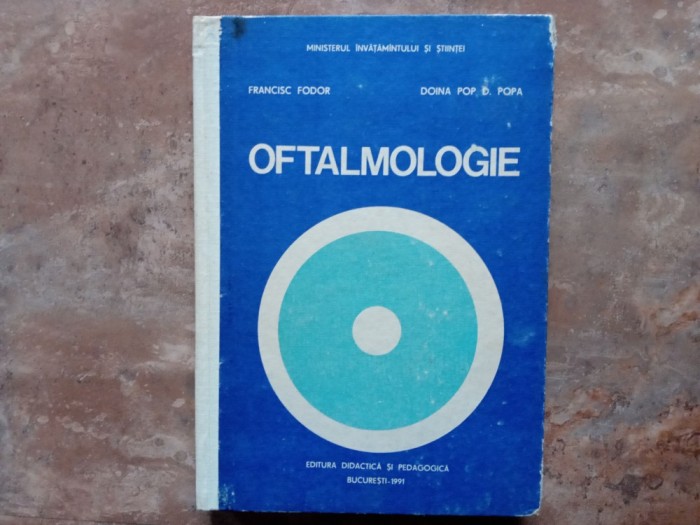 MINISTERUL ÎNVĂȚĂMÎNTULUI ȘI ȘTIINȚEI
FRANCISC FODOR DOINA POP D. POPA
OFTALMOLOGIE
EDITURA DIDACTICĂ ȘI PEDAGOGICĂ
BUCUREȘTI-1991